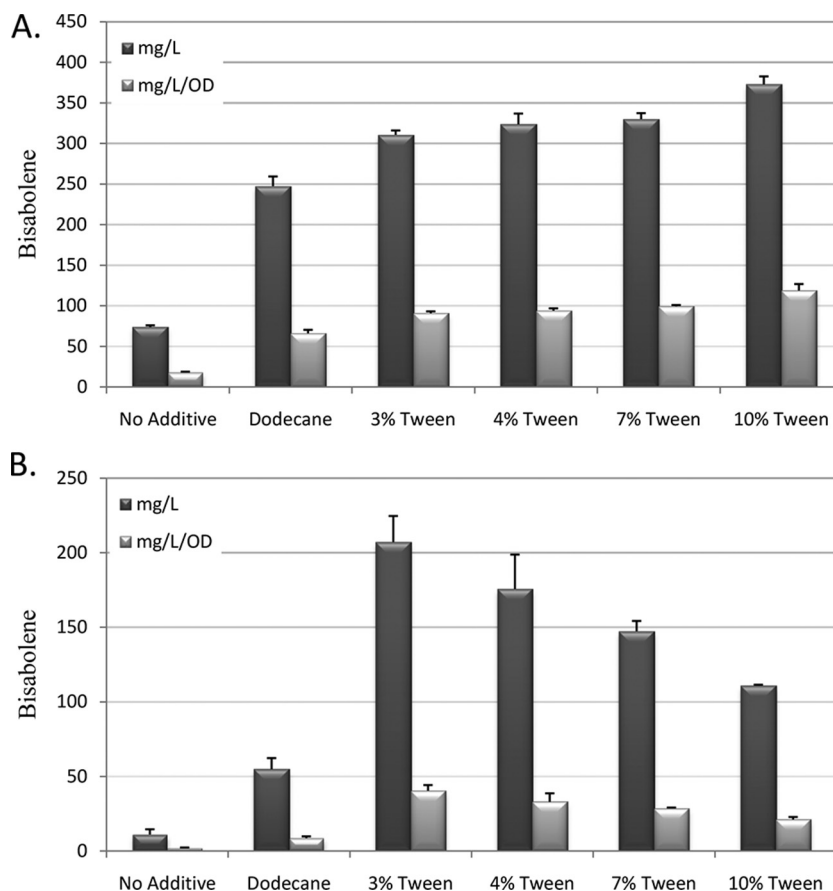 A.
450
400
350
300
250
200
150
100
50
0
Bisabolene
mg/L
mg/L/OD
No Additive Dodecane 3% Tween 4% Tween 7% Tween 10% Tween
B.
250
200
150
100
50
0
Bisabolene
mg/L
mg/L/OD
No Additive Dodecane 3% Tween 4% Tween 7% Tween 10% Tween